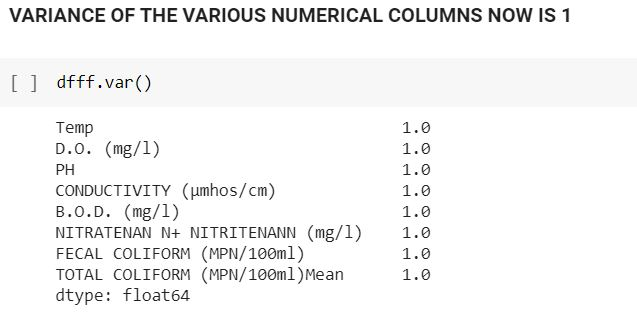 VARIANCE OF THE VARIOUS NUMERICAL COLUMNS NOW IS 1
[ ] dfff.var()
Temp 1.0
D.O. (mg/l) 1.0
PH 1.0
CONDUCTIVITY (µmhos/cm) 1.0
B.O.D. (mg/l) 1.0
NITRATENAN N+ NITRITENANN (mg/l) 1.0
FECAL COLIFORM (MPN/100ml) 1.0
TOTAL COLIFORM (MPN/100ml)Mean 1.0
dtype: float64